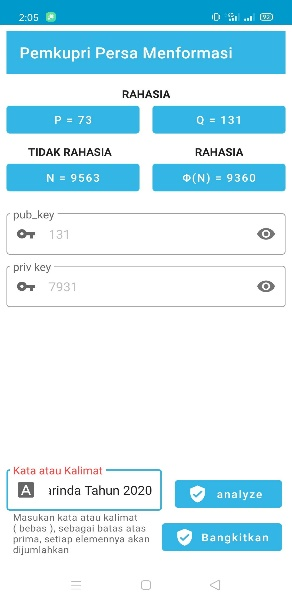 2:05
92
Pemkupri Persa Menformasi
RAHASIA
P = 73
Q = 131
TIDAK RAHASIA
RAHASIA
N = 9563
Φ(N) = 9360
pub_key
131
priv key
7931
Kata atau Kalimat
A
arinda Tahun 2020
analyze
Masukan kata atau kalimat
( bebas ), sebagai batas atas
prima, setiap elemennya akan
dijumlahkan
Bangkitkan